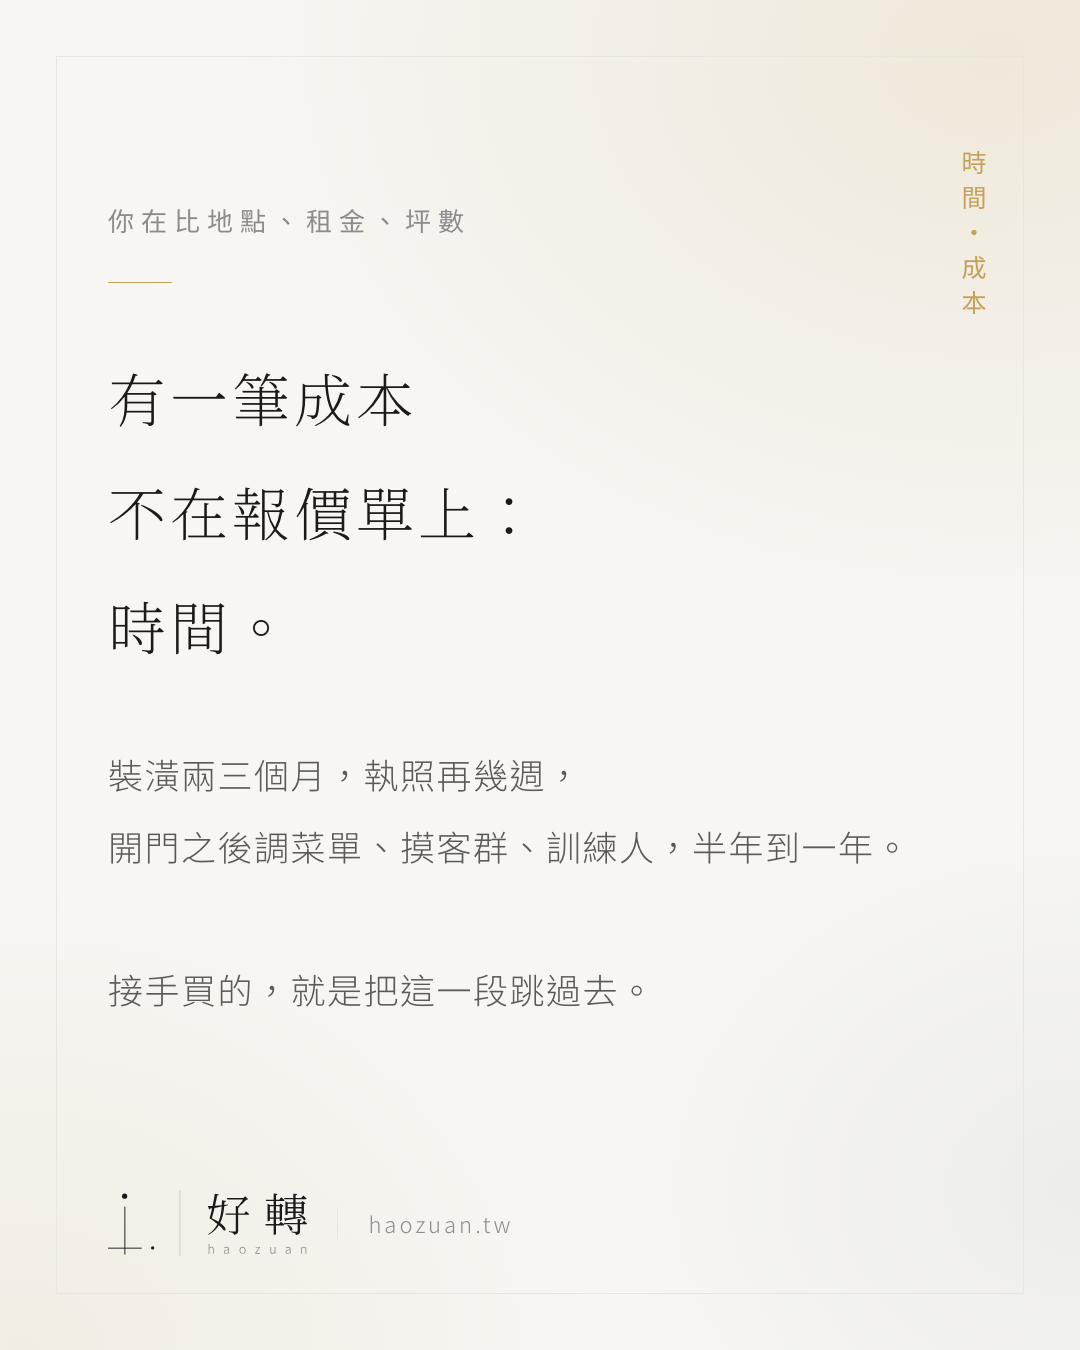 時間・成本
你在比地點、租金、坪數
有一筆成本
不在報價單上：
時間。
裝潢兩三個月，執照再幾週，
開門之後調菜單、摸客群、訓練人，半年到一年。
接手買的，就是把這一段跳過去。
好轉
haozuan
haozuan.tw